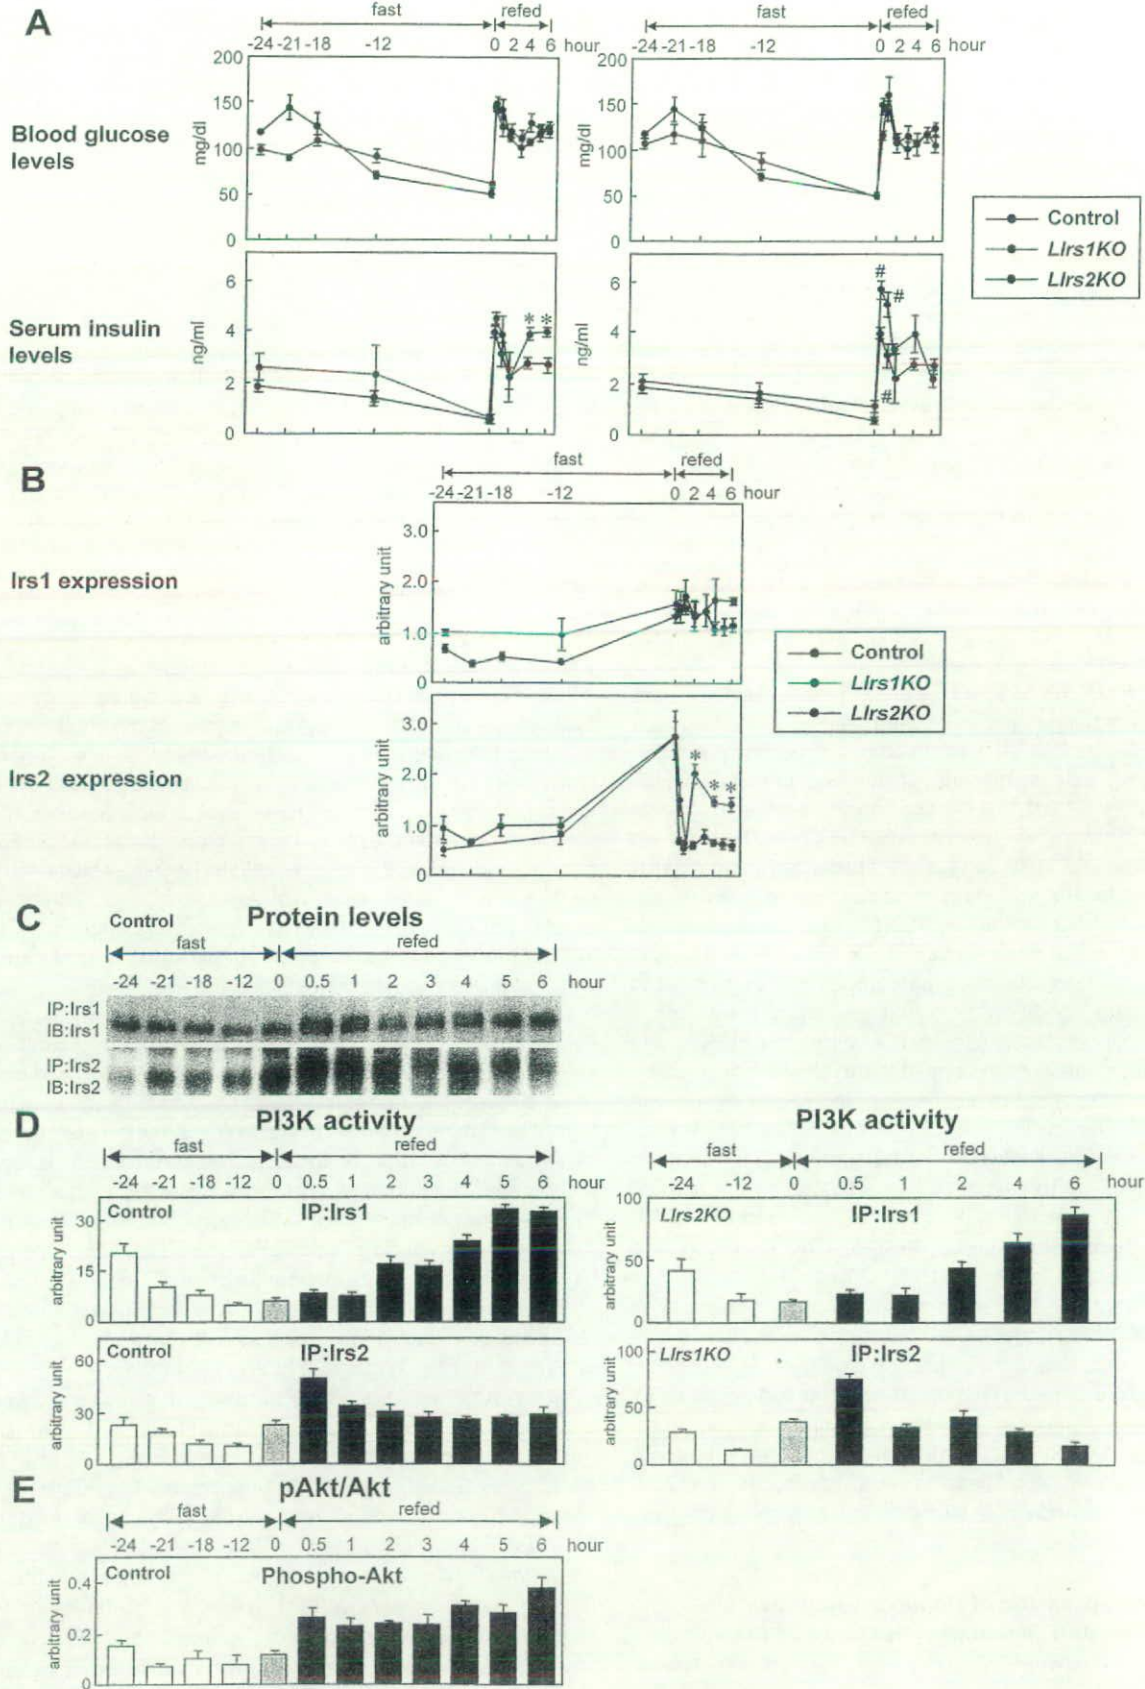 A
fast refed fast refed
-24 -21 -18 -12 0 2 4 6 hour -24 -21 -18 -12 0 2 4 6 hour
Blood glucose
levels
mg/dl
200
150
100
50
0
mg/dl
200
150
100
50
0
Control
LIrs1KO
LIrs2KO
Serum insulin
levels
ng/ml
6
4
2
0
* *
ng/ml
6
4
2
0
#
#
#
B
fast refed
-24 -21 -18 -12 0 2 4 6 hour
Irs1 expression
arbitrary unit
3.0
2.0
1.0
0
Control
LIrs1KO
LIrs2KO
Irs2 expression
arbitrary unit
3.0
2.0
1.0
0
* * *
C
Control Protein levels
fast refed
-24 -21 -18 -12 0 0.5 1 2 3 4 5 6 hour
IP:Irs1
IB:Irs1
IP:Irs2
IB:Irs2
D
PI3K activity PI3K activity
fast refed fast refed
-24 -21 -18 -12 0 0.5 1 2 3 4 5 6 hour -24 -12 0 0.5 1 2 4 6 hour
arbitrary unit
30
15
0
Control IP:Irs1
arbitrary unit
100
50
0
LIrs2KO IP:Irs1
arbitrary unit
60
30
0
Control IP:Irs2
arbitrary unit
100
50
0
LIrs1KO IP:Irs2
E
pAkt/Akt
fast refed
-24 -21 -18 -12 0 0.5 1 2 3 4 5 6 hour
arbitrary unit
0.4
0.2
0
Control Phospho-Akt